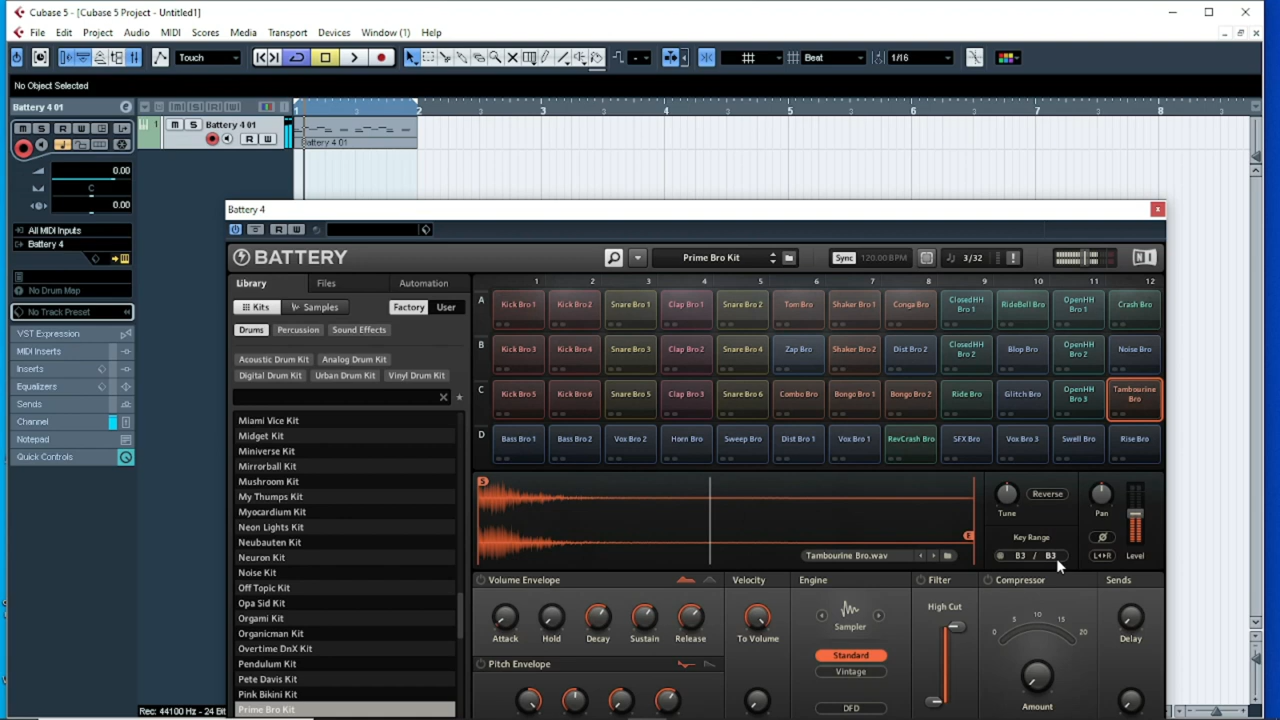 Cubase 5 - [Cubase 5 Project - Untitled1]
File Edit Project Audio MIDI Scores Media Transport Devices Window (1) Help
Touch Beat 1/16
No Object Selected
Battery 4 01
M S R W
0.00
C
0.00
All MIDI Inputs
Battery 4
No Drum Map
No Track Preset
VST Expression
MIDI Inserts
Inserts
Equalizers
Sends
Channel
Notepad
Quick Controls
1 2 3 4 5 6 7 8
1 M S Battery 4 01
R W
Battery 4 01
Battery 4
R W
BATTERY Prime Bro Kit Sync 120.00 BPM 3/32
Library Files Automation
Kits Samples Factory User
Drums Percussion Sound Effects
Acoustic Drum Kit Analog Drum Kit
Digital Drum Kit Urban Drum Kit Vinyl Drum Kit
Miami Vice Kit
Midget Kit
Miniverse Kit
Mirrorball Kit
Mushroom Kit
My Thumps Kit
Myocardium Kit
Neon Lights Kit
Neubauten Kit
Neuron Kit
Noise Kit
Off Topic Kit
Opa Sid Kit
Orgami Kit
Organicman Kit
Overtime DnX Kit
Pendulum Kit
Pete Davis Kit
Pink Bikini Kit
Prime Bro Kit
1 2 3 4 5 6 7 8 9 10 11 12
A Kick Bro 1 Kick Bro 2 Snare Bro 1 Clap Bro 1 Snare Bro 2 Tom Bro Shaker Bro 1 Conga Bro ClosedHH Bro 1 RideBell Bro OpenHH Bro 1 Crash Bro
B Kick Bro 3 Kick Bro 4 Snare Bro 3 Clap Bro 2 Snare Bro 4 Zap Bro Shaker Bro 2 Dist Bro 2 ClosedHH Bro 2 Blop Bro OpenHH Bro 2 Noise Bro
C Kick Bro 5 Kick Bro 6 Snare Bro 5 Clap Bro 3 Snare Bro 6 Combo Bro Bongo Bro 1 Bongo Bro 2 Ride Bro Glitch Bro OpenHH Bro 3 Tambourine Bro
D Bass Bro 1 Bass Bro 2 Vox Bro 2 Horn Bro Sweep Bro Dist Bro 1 Vox Bro 1 RevCrash Bro SFX Bro Vox Bro 3 Swell Bro Rise Bro
S
E
Tambourine Bro.wav
Reverse
Tune Pan
Key Range
B3 / B3 L R Level
Volume Envelope Velocity Engine Filter Compressor Sends
Attack Hold Decay Sustain Release To Volume
Sampler
Standard
Vintage
DFD
High Cut
0 5 10 15 20
Amount
Delay
Pitch Envelope
Rec: 44100 Hz - 24 Bit